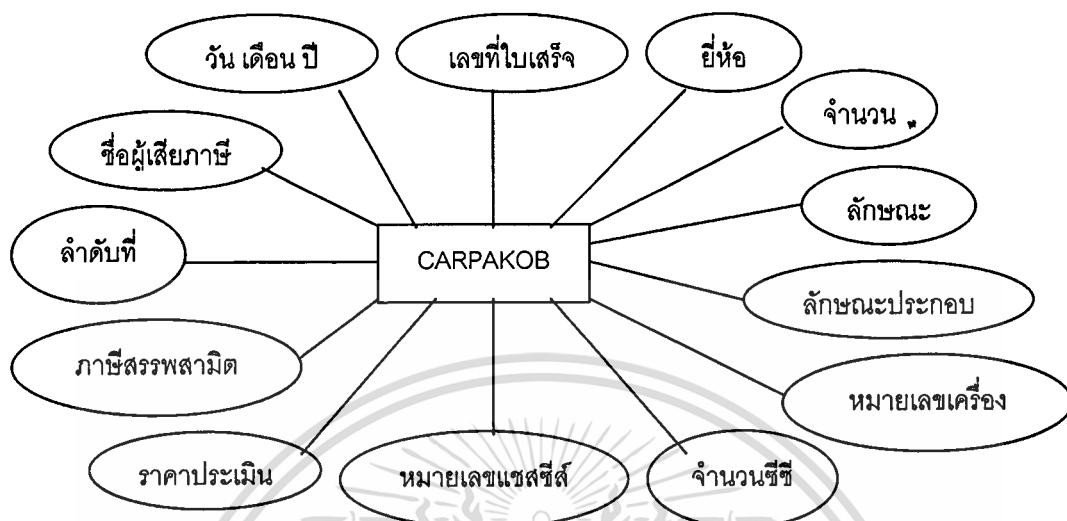 วัน เดือน ปี
เลขที่ใบเสร็จ
ยี่ห้อ
จำนวน
ชื่อผู้เสียภาษี
ลักษณะ
ลำดับที่
CARPAKOB
ลักษณะประกอบ
ภาษีสรรพสามิต
หมายเลขเครื่อง
ราคาประเมิน
หมายเลขแชสซีส์
จำนวนซีซี